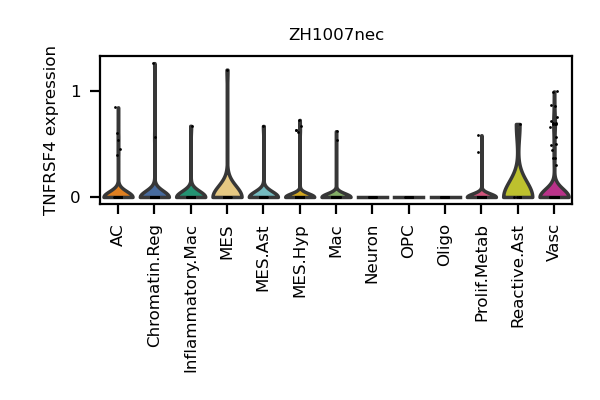 ZH1007nec
TNFRSF4 expression
1
0
AC
Chromatin.Reg
Inflammatory.Mac
MES
MES.Ast
MES.Hyp
Mac
Neuron
OPC
Oligo
Prolif.Metab
Reactive.Ast
Vasc